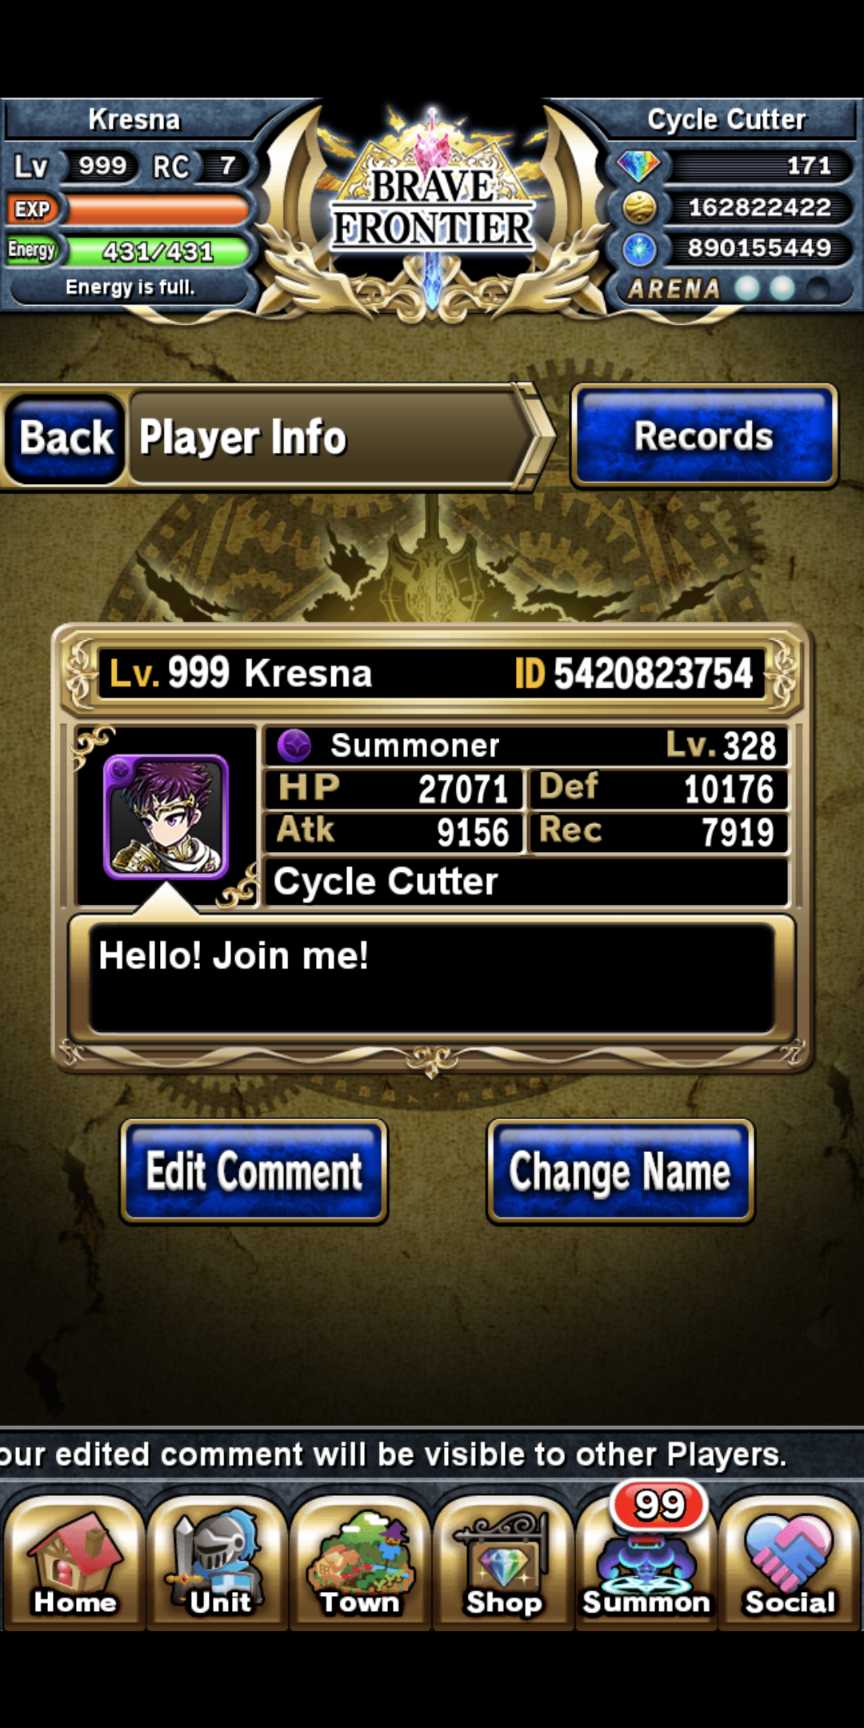 Kresna
Cycle Cutter
Lv 999 RC 7
171
EXP
162822422
Energy 431/431
890155449
Energy is full.
ARENA
BRAVE
FRONTIER
Back
Player Info
Records
Lv. 999 Kresna
ID 5420823754
Summoner
Lv. 328
HP 27071
Def 10176
Atk 9156
Rec 7919
Cycle Cutter
Hello! Join me!
Edit Comment
Change Name
our edited comment will be visible to other Players.
99
Home
Unit
Town
Shop
Summon
Social